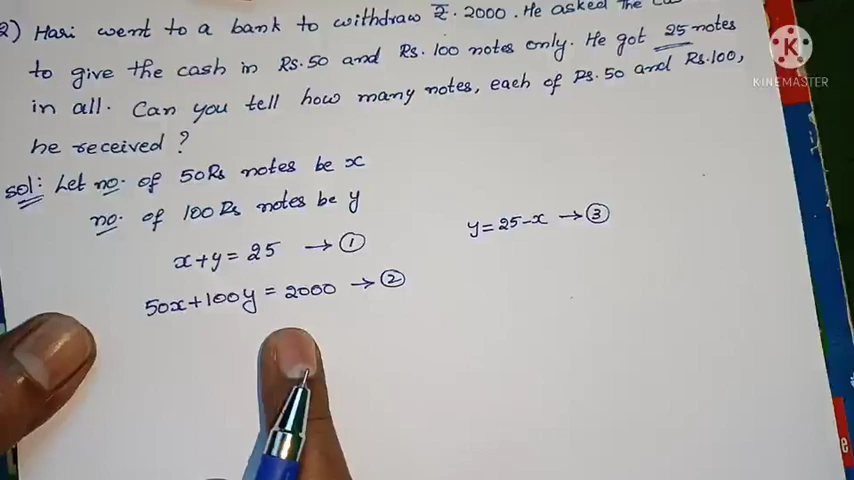 2) Hari went to a bank to withdraw ₹. 2000. He asked the
to give the cash in Rs.50 and Rs. 100 notes only. He got 25 notes
in all. Can you tell how many notes, each of Rs.50 and Rs.100,
he received?
Sol: Let no. of 50Rs notes be x
no. of 100Rs notes be y
x+y=25 → ①
y=25-x → ③
50x+100y = 2000 → ②
K
KINEMASTER